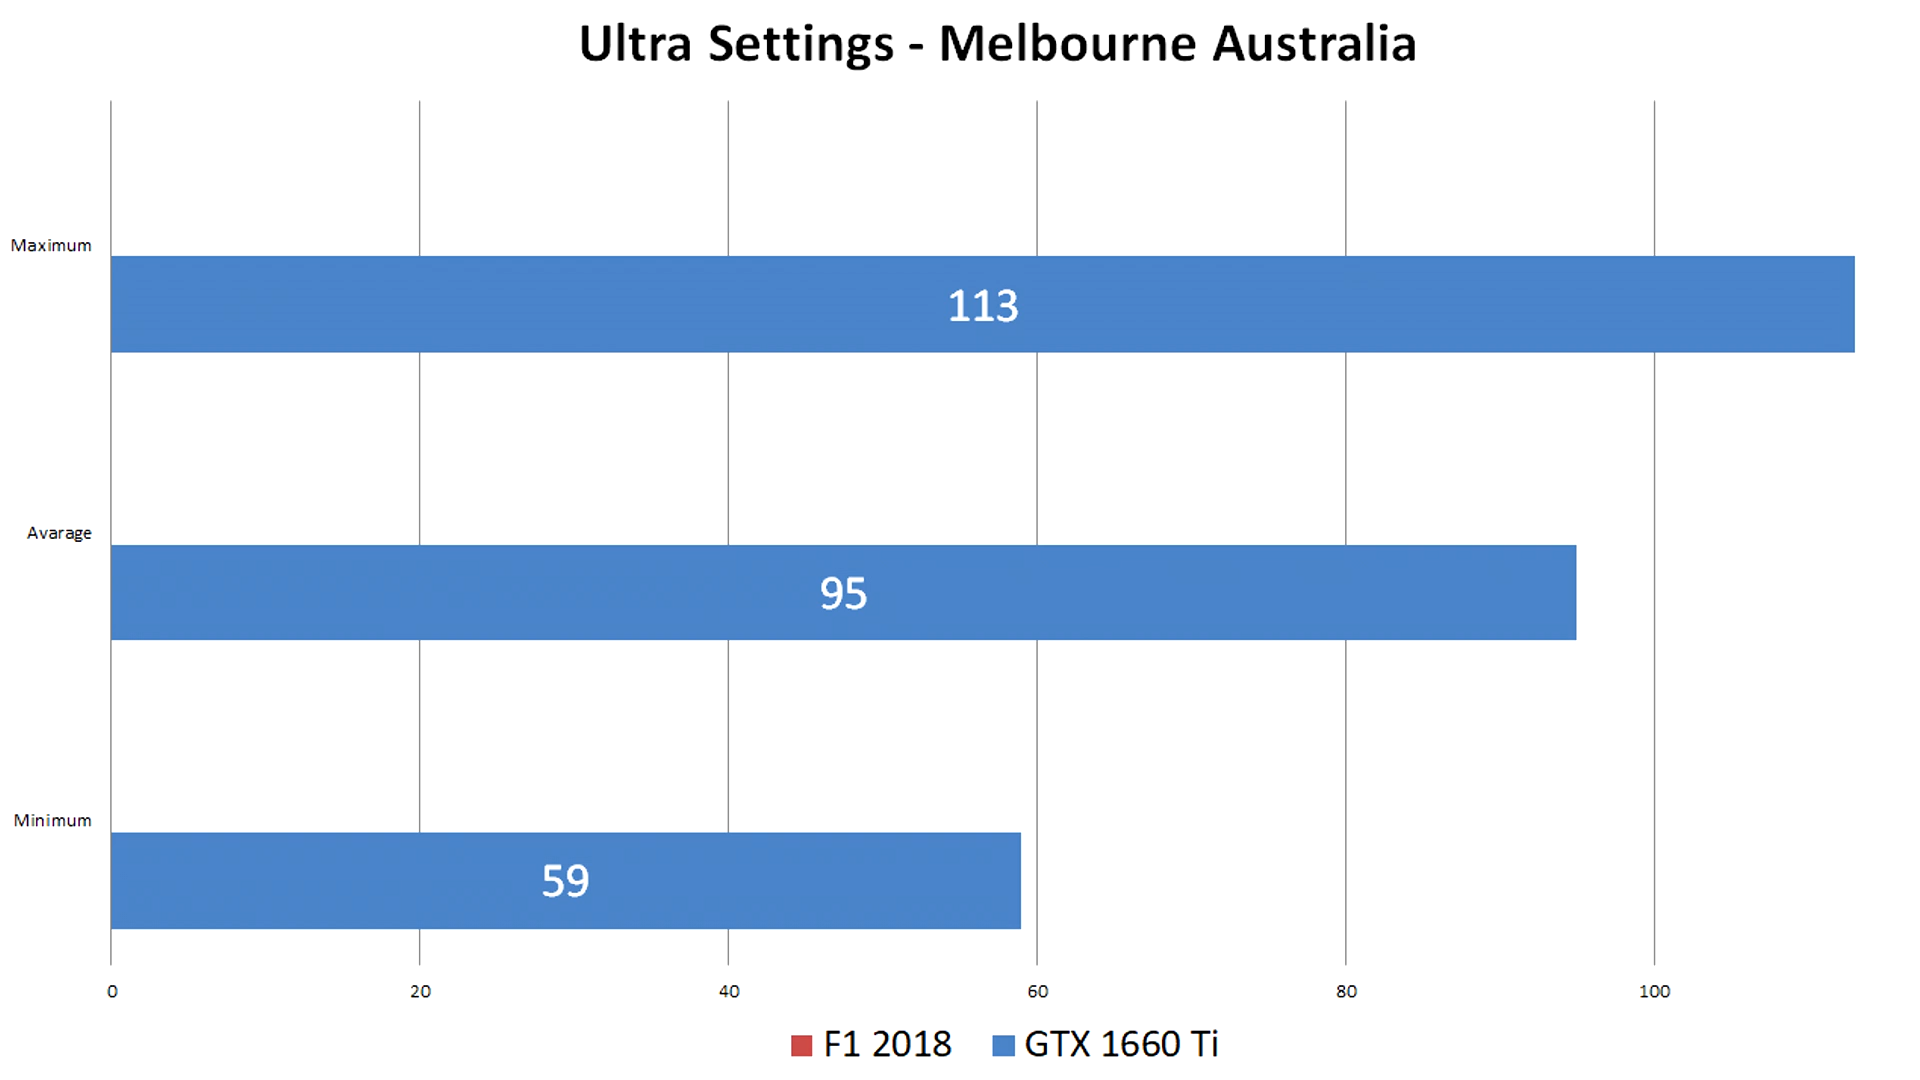 Ultra Settings - Melbourne Australia
Maximum
113
Avarage
95
Minimum
59
0 20 40 60 80 100
F1 2018 GTX 1660 Ti